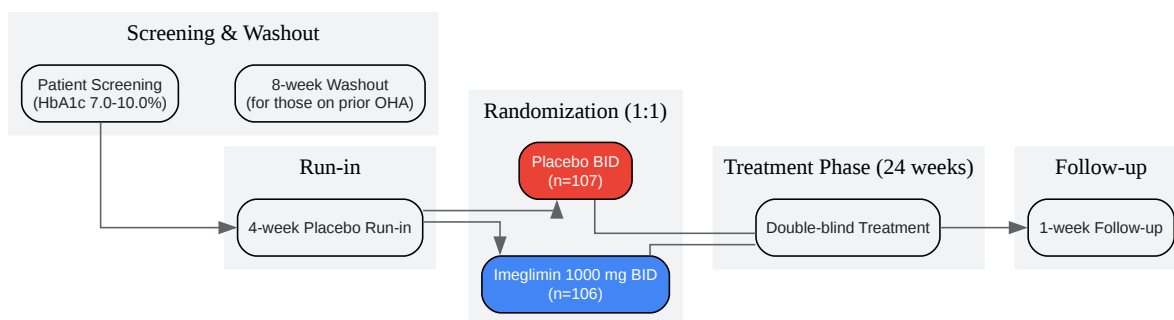 Screening & Washout
Patient Screening
(HbA1c 7.0-10.0%)
8-week Washout
(for those on prior OHA)
Run-in
4-week Placebo Run-in
Randomization (1:1)
Placebo BID
(n=107)
Imeglimin 1000 mg BID
(n=106)
Treatment Phase (24 weeks)
Double-blind Treatment
Follow-up
1-week Follow-up